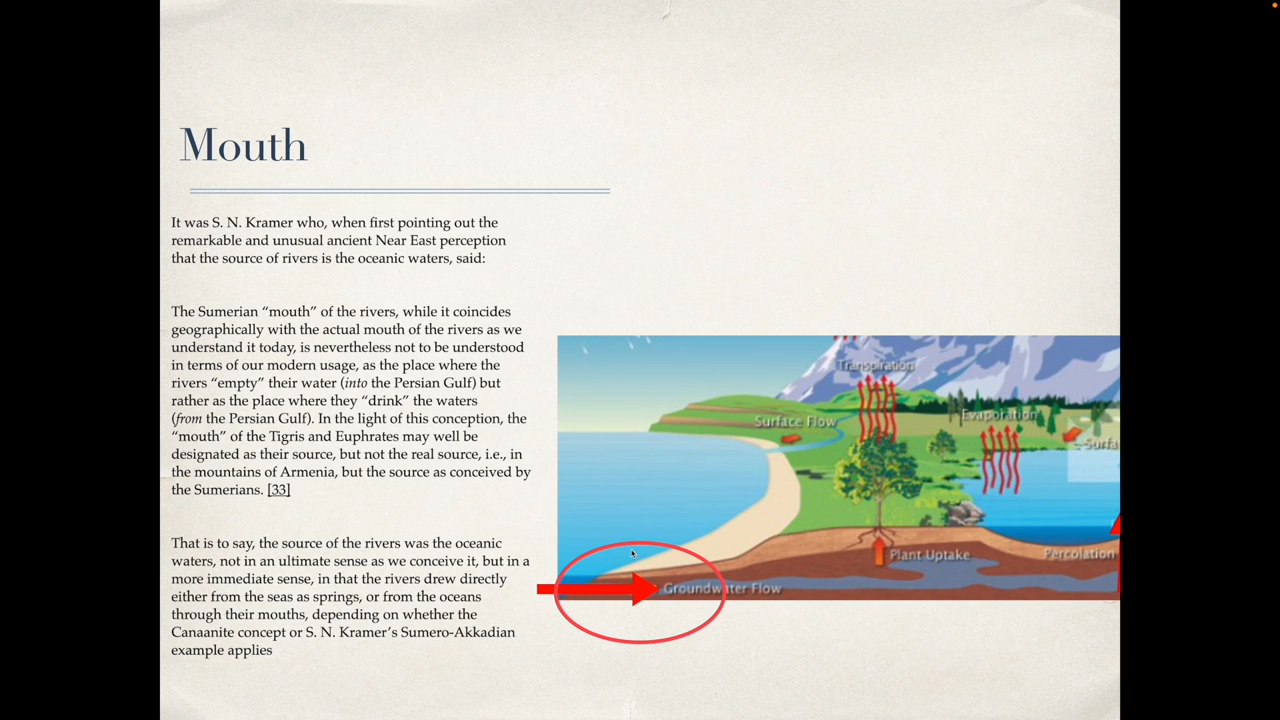 Mouth
It was S. N. Kramer who, when first pointing out the
remarkable and unusual ancient Near East perception
that the source of rivers is the oceanic waters, said:
The Sumerian “mouth” of the rivers, while it coincides
geographically with the actual mouth of the rivers as we
understand it today, is nevertheless not to be understood
in terms of our modern usage, as the place where the
rivers “empty” their water (into the Persian Gulf) but
rather as the place where they “drink” the waters
(from the Persian Gulf). In the light of this conception, the
“mouth” of the Tigris and Euphrates may well be
designated as their source, but not the real source, i.e., in
the mountains of Armenia, but the source as conceived by
the Sumerians. [33]
That is to say, the source of the rivers was the oceanic
waters, not in an ultimate sense as we conceive it, but in a
more immediate sense, in that the rivers drew directly
either from the seas as springs, or from the oceans
through their mouths, depending on whether the
Canaanite concept or S. N. Kramer’s Sumero-Akkadian
example applies
Transpiration
Surface Flow
Evaporation
Surfa
Plant Uptake
Percolation
Groundwater Flow